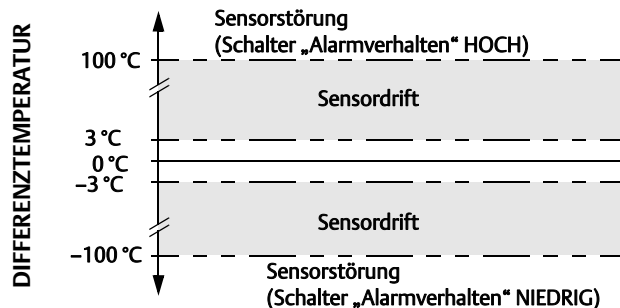 Sensorstörung
(Schalter „Alarmverhalten“ HOCH)
100 °C
Sensordrift
3 °C
0 °C
–3 °C
Sensordrift
–100 °C
Sensorstörung
(Schalter „Alarmverhalten“ NIEDRIG)
DIFFERENZTEMPERATUR